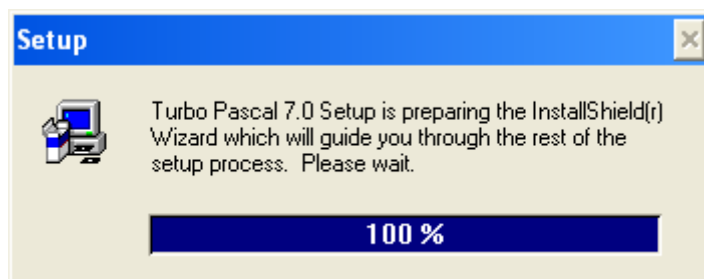 Setup
Turbo Pascal 7.0 Setup is preparing the InstallShield(r)
Wizard which will guide you through the rest of the
setup process.  Please wait.
100 %